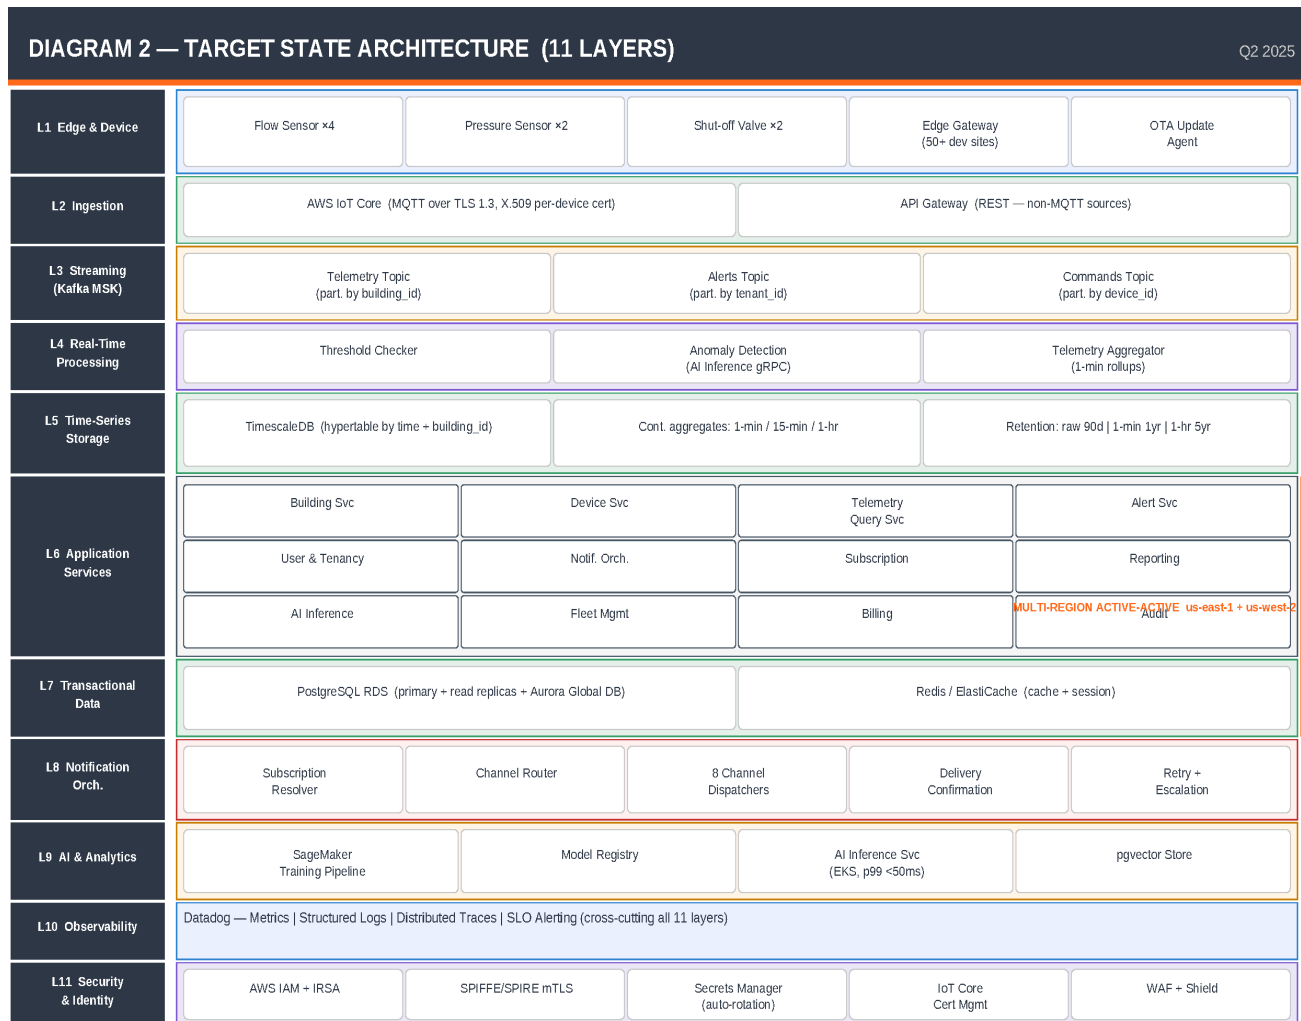 DIAGRAM 2 — TARGET STATE ARCHITECTURE (11 LAYERS)
Q2 2025
L1 Edge & Device
Flow Sensor ×4
Pressure Sensor ×2
Shut-off Valve ×2
Edge Gateway
(50+ dev sites)
OTA Update
Agent
L2 Ingestion
AWS IoT Core (MQTT over TLS 1.3, X.509 per-device cert)
API Gateway (REST — non-MQTT sources)
L3 Streaming
(Kafka MSK)
Telemetry Topic
(part. by building_id)
Alerts Topic
(part. by tenant_id)
Commands Topic
(part. by device_id)
L4 Real-Time
Processing
Threshold Checker
Anomaly Detection
(AI Inference gRPC)
Telemetry Aggregator
(1-min rollups)
L5 Time-Series
Storage
TimescaleDB (hypertable by time + building_id)
Cont. aggregates: 1-min / 15-min / 1-hr
Retention: raw 90d | 1-min 1yr | 1-hr 5yr
L6 Application
Services
Building Svc
Device Svc
Telemetry
Query Svc
Alert Svc
User & Tenancy
Notif. Orch.
Subscription
Reporting
AI Inference
Fleet Mgmt
Billing
Audit
MULTI-REGION ACTIVE-ACTIVE us-east-1 + us-west-2
L7 Transactional
Data
PostgreSQL RDS (primary + read replicas + Aurora Global DB)
Redis / ElastiCache (cache + session)
L8 Notification
Orch.
Subscription
Resolver
Channel Router
8 Channel
Dispatchers
Delivery
Confirmation
Retry +
Escalation
L9 AI & Analytics
SageMaker
Training Pipeline
Model Registry
AI Inference Svc
(EKS, p99 <50ms)
pgvector Store
L10 Observability
Datadog — Metrics | Structured Logs | Distributed Traces | SLO Alerting (cross-cutting all 11 layers)
L11 Security
& Identity
AWS IAM + IRSA
SPIFFE/SPIRE mTLS
Secrets Manager
(auto-rotation)
IoT Core
Cert Mgmt
WAF + Shield